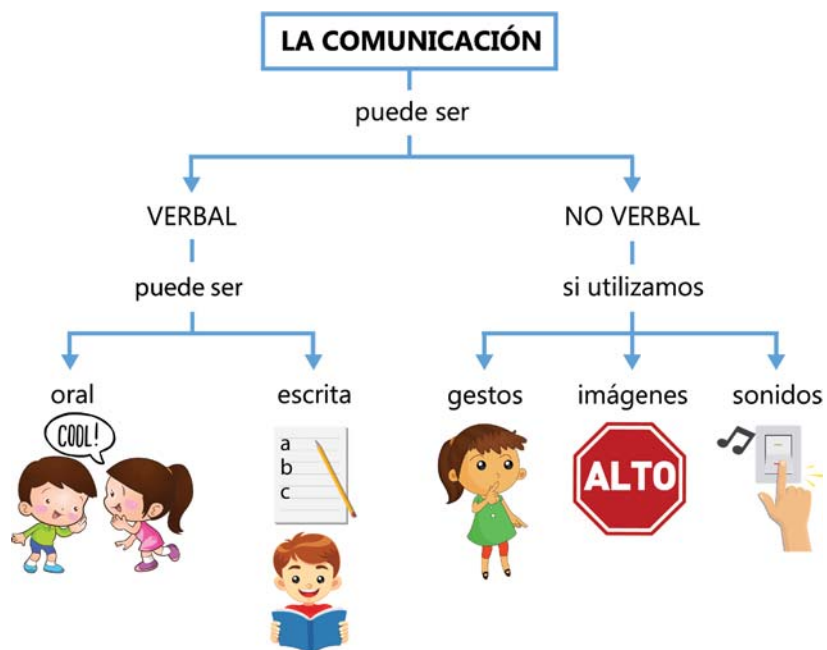 LA COMUNICACIÓN
puede ser
VERBAL
NO VERBAL
puede ser
si utilizamos
oral
escrita
gestos
imágenes
sonidos
COOL!
a
b
c
ALTO